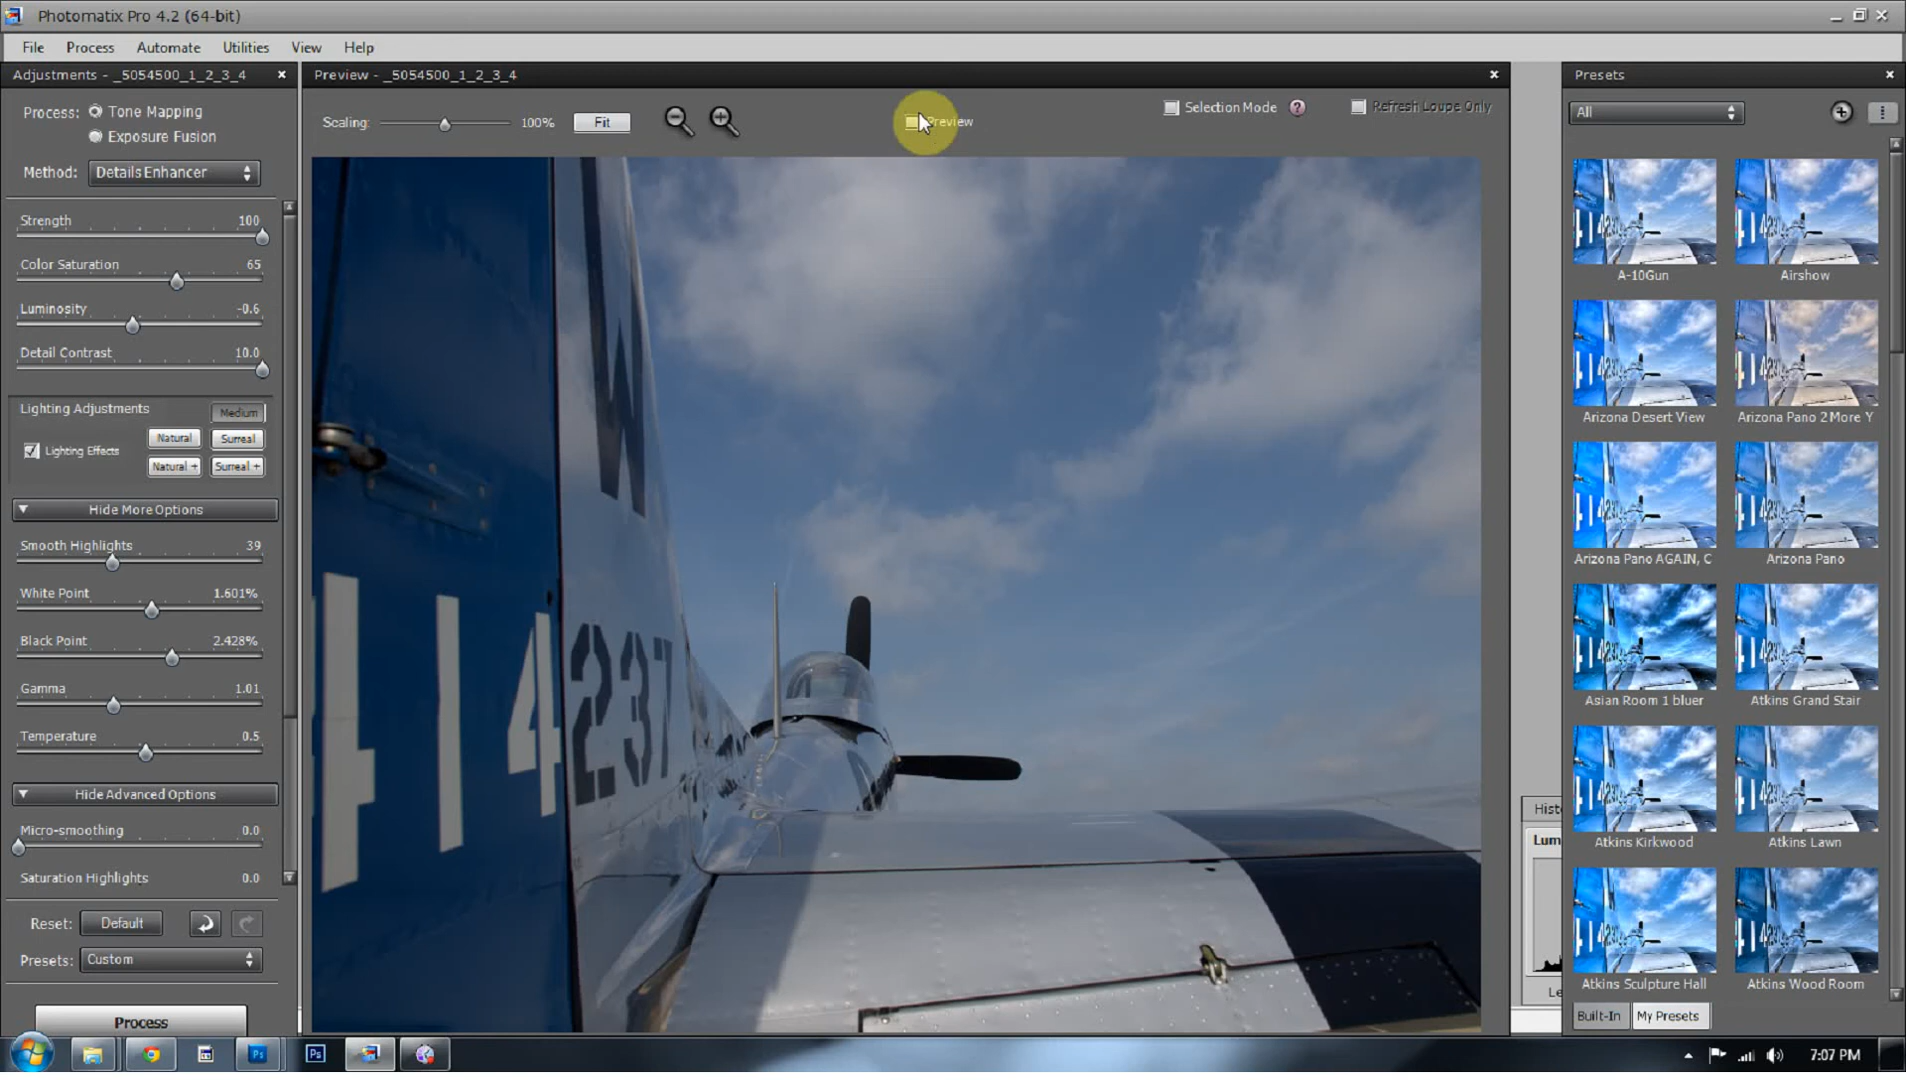 Photomatix Pro 4.2 (64-bit)
File Process Automate Utilities View Help
Adjustments - _5054500_1_2_3_4
Process: Tone Mapping
Exposure Fusion
Method: Details Enhancer
Strength 100
Color Saturation 65
Luminosity -0.6
Detail Contrast 10.0
Lighting Adjustments Medium
Lighting Effects Natural Surreal
Natural + Surreal +
Hide More Options
Smooth Highlights 39
White Point 1.601%
Black Point 2.428%
Gamma 1.01
Temperature 0.5
Hide Advanced Options
Micro-smoothing 0.0
Saturation Highlights 0.0
Reset: Default
Presets: Custom
Process
Preview - _5054500_1_2_3_4
Scaling: 100% Fit Preview Selection Mode ? Refresh Loupe Only
W
414
237
Presets
All
A-10Gun Airshow
Arizona Desert View Arizona Pano 2 More Y
Arizona Pano AGAIN, C Arizona Pano
Asian Room 1 bluer Atkins Grand Stair
Atkins Kirkwood Atkins Lawn
Atkins Sculpture Hall Atkins Wood Room
Built-In My Presets
Histo
Lum
Le
Ps
Ps
7:07 PM